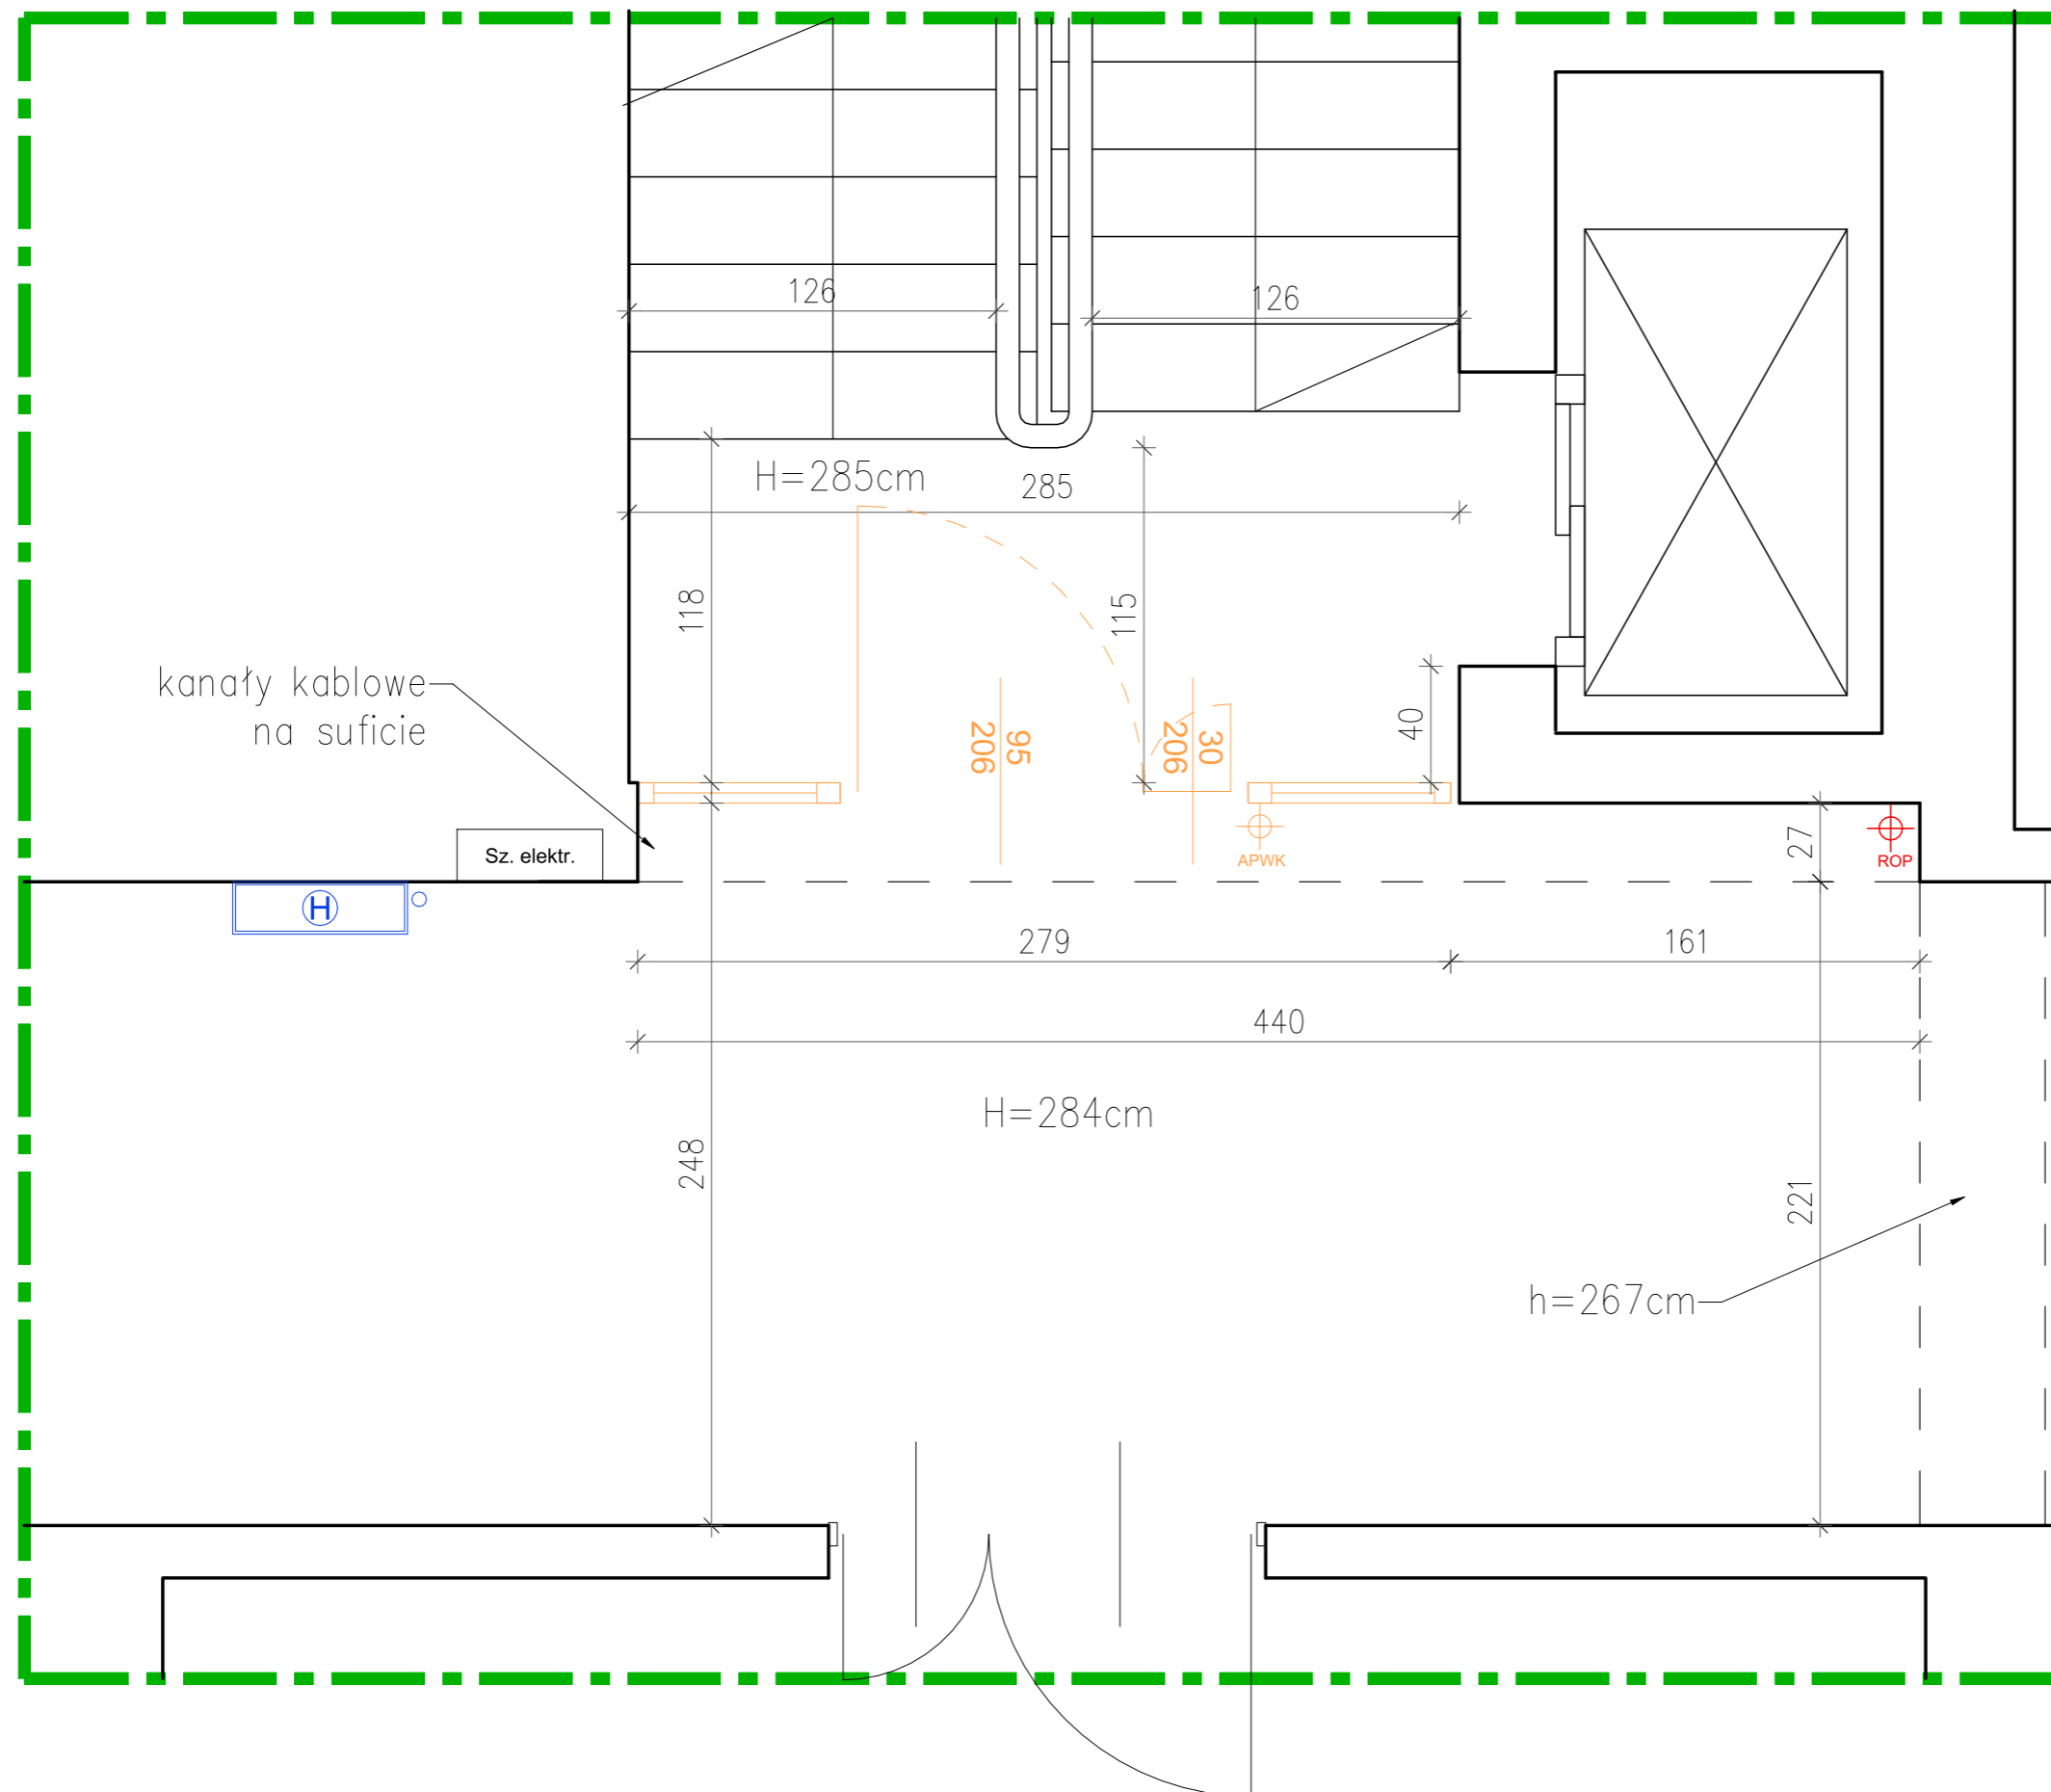 126
126
H=285cm
285
118
115
kanały kablowe
na suficie
40
95
206
30
206
27
Sz. elektr.
APWK
ROP
H
279
161
440
H=284cm
248
221
h=267cm